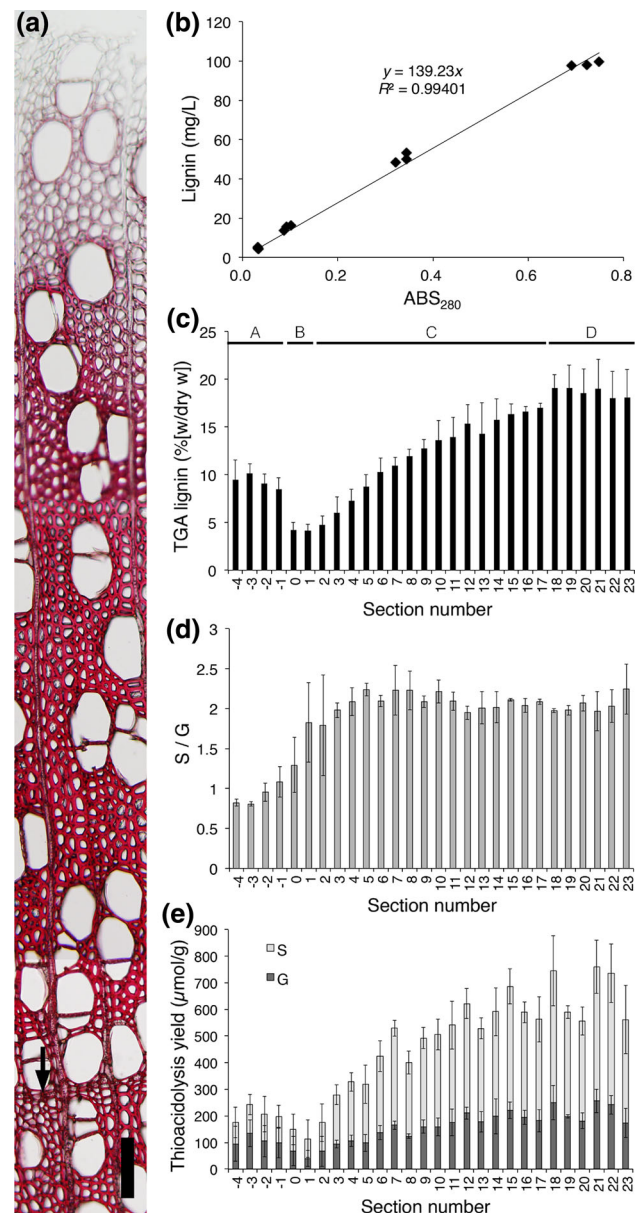 (a)
(b)
y = 139.23x
R² = 0.99401
Lignin (mg/L)
120
100
80
60
40
20
0
0.0 0.2 0.4 0.6 0.8
ABS280
(c)
A B C D
TGA lignin (%[w/dry w])
25
20
15
10
5
0
-4 -3 -2 -1 0 1 2 3 4 5 6 7 8 9 10 11 12 13 14 15 16 17 18 19 20 21 22 23
Section number
(d)
S / G
2.5
2
1.5
1
0.5
0
-4 -3 -2 -1 0 1 2 3 4 5 6 7 8 9 10 11 12 13 14 15 16 17 18 19 20 21 22 23
Section number
(e)
Thioacidolysis yield (µmol/g)
900
800
700
600
500
400
300
200
100
0
S
G
-4 -3 -2 -1 0 1 2 3 4 5 6 7 8 9 10 11 12 13 14 15 16 17 18 19 20 21 22 23
Section number